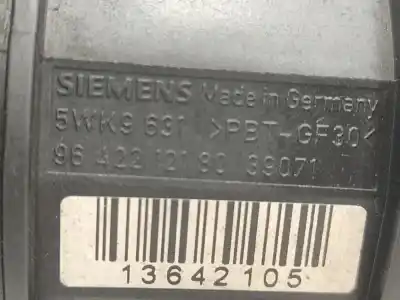 SIEMENS Made in Germany
5WK9 631 >PBT-GF30<
96 422 121 80 39071
13642105